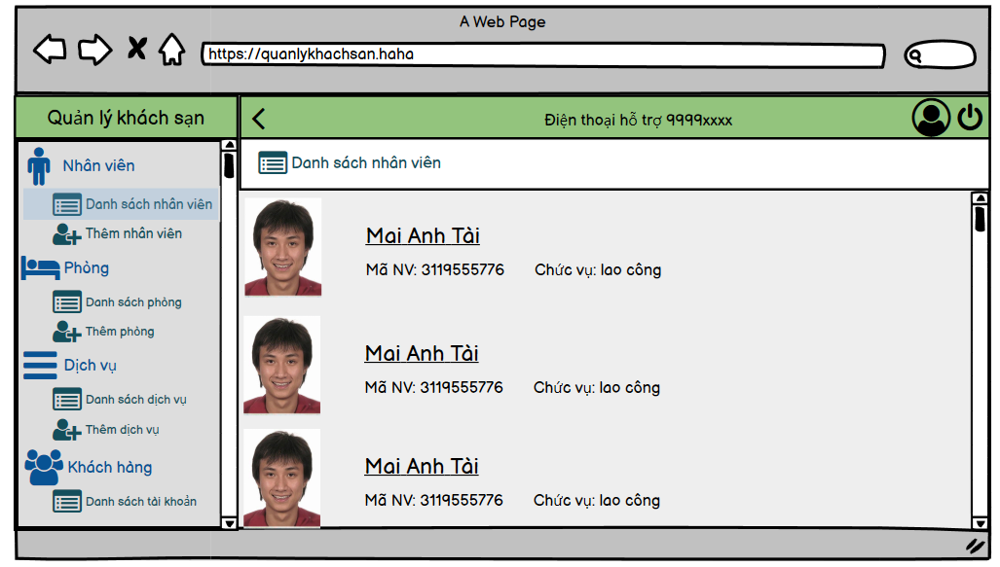 A Web Page
https://quanlykhachsan.haha
Quản lý khách sạn
Điện thoại hỗ trợ 9999xxxx
Nhân viên
Danh sách nhân viên
Thêm nhân viên
Phòng
Danh sách phòng
Thêm phòng
Dịch vụ
Danh sách dịch vụ
Thêm dịch vụ
Khách hàng
Danh sách tài khoản
Danh sách nhân viên
Mai Anh Tài
Mã NV: 3119555776 Chức vụ: lao công
Mai Anh Tài
Mã NV: 3119555776 Chức vụ: lao công
Mai Anh Tài
Mã NV: 3119555776 Chức vụ: lao công